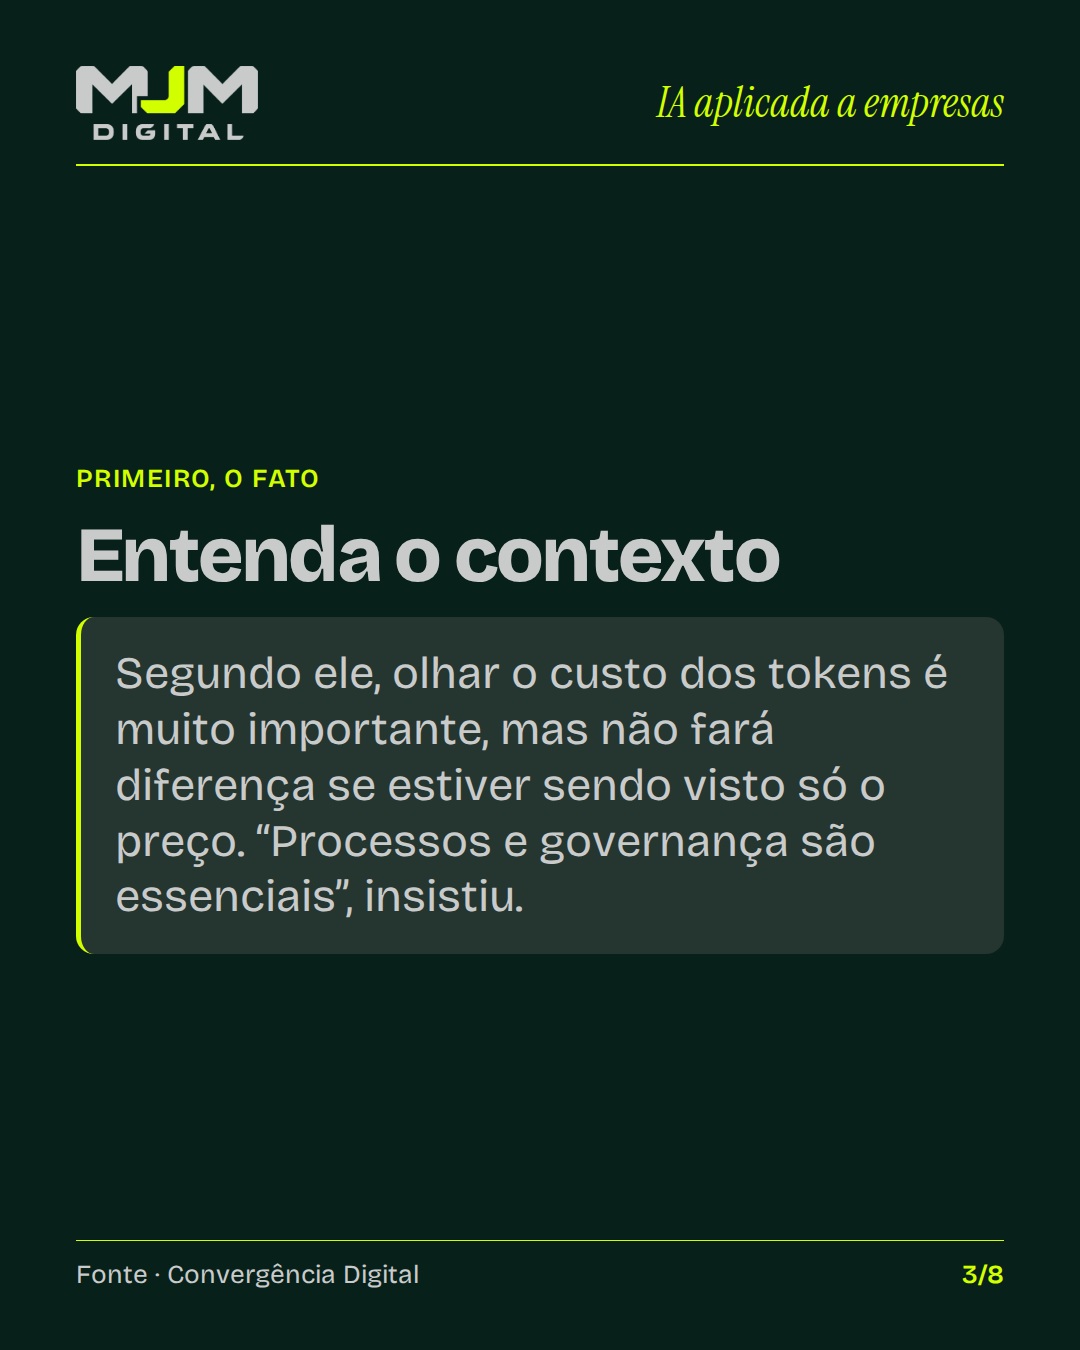 MJM
DIGITAL
IA aplicada a empresas
PRIMEIRO, O FATO
Entenda o contexto
Segundo ele, olhar o custo dos tokens é
muito importante, mas não fará
diferença se estiver sendo visto só o
preço. “Processos e governança são
essenciais”, insistiu.
Fonte · Convergência Digital
3/8